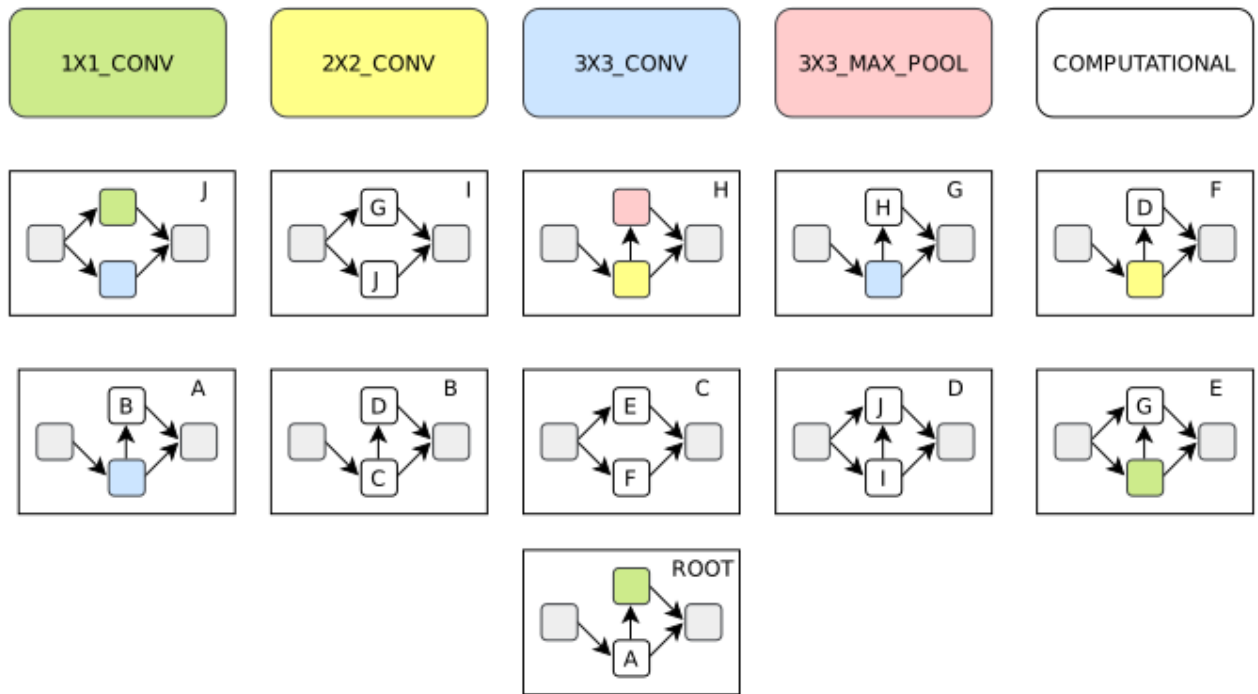 1X1_CONV
2X2_CONV
3X3_CONV
3X3_MAX_POOL
COMPUTATIONAL
J
I
G
J
H
G
H
F
D
A
B
B
D
C
C
E
F
D
J
I
E
G
ROOT
A